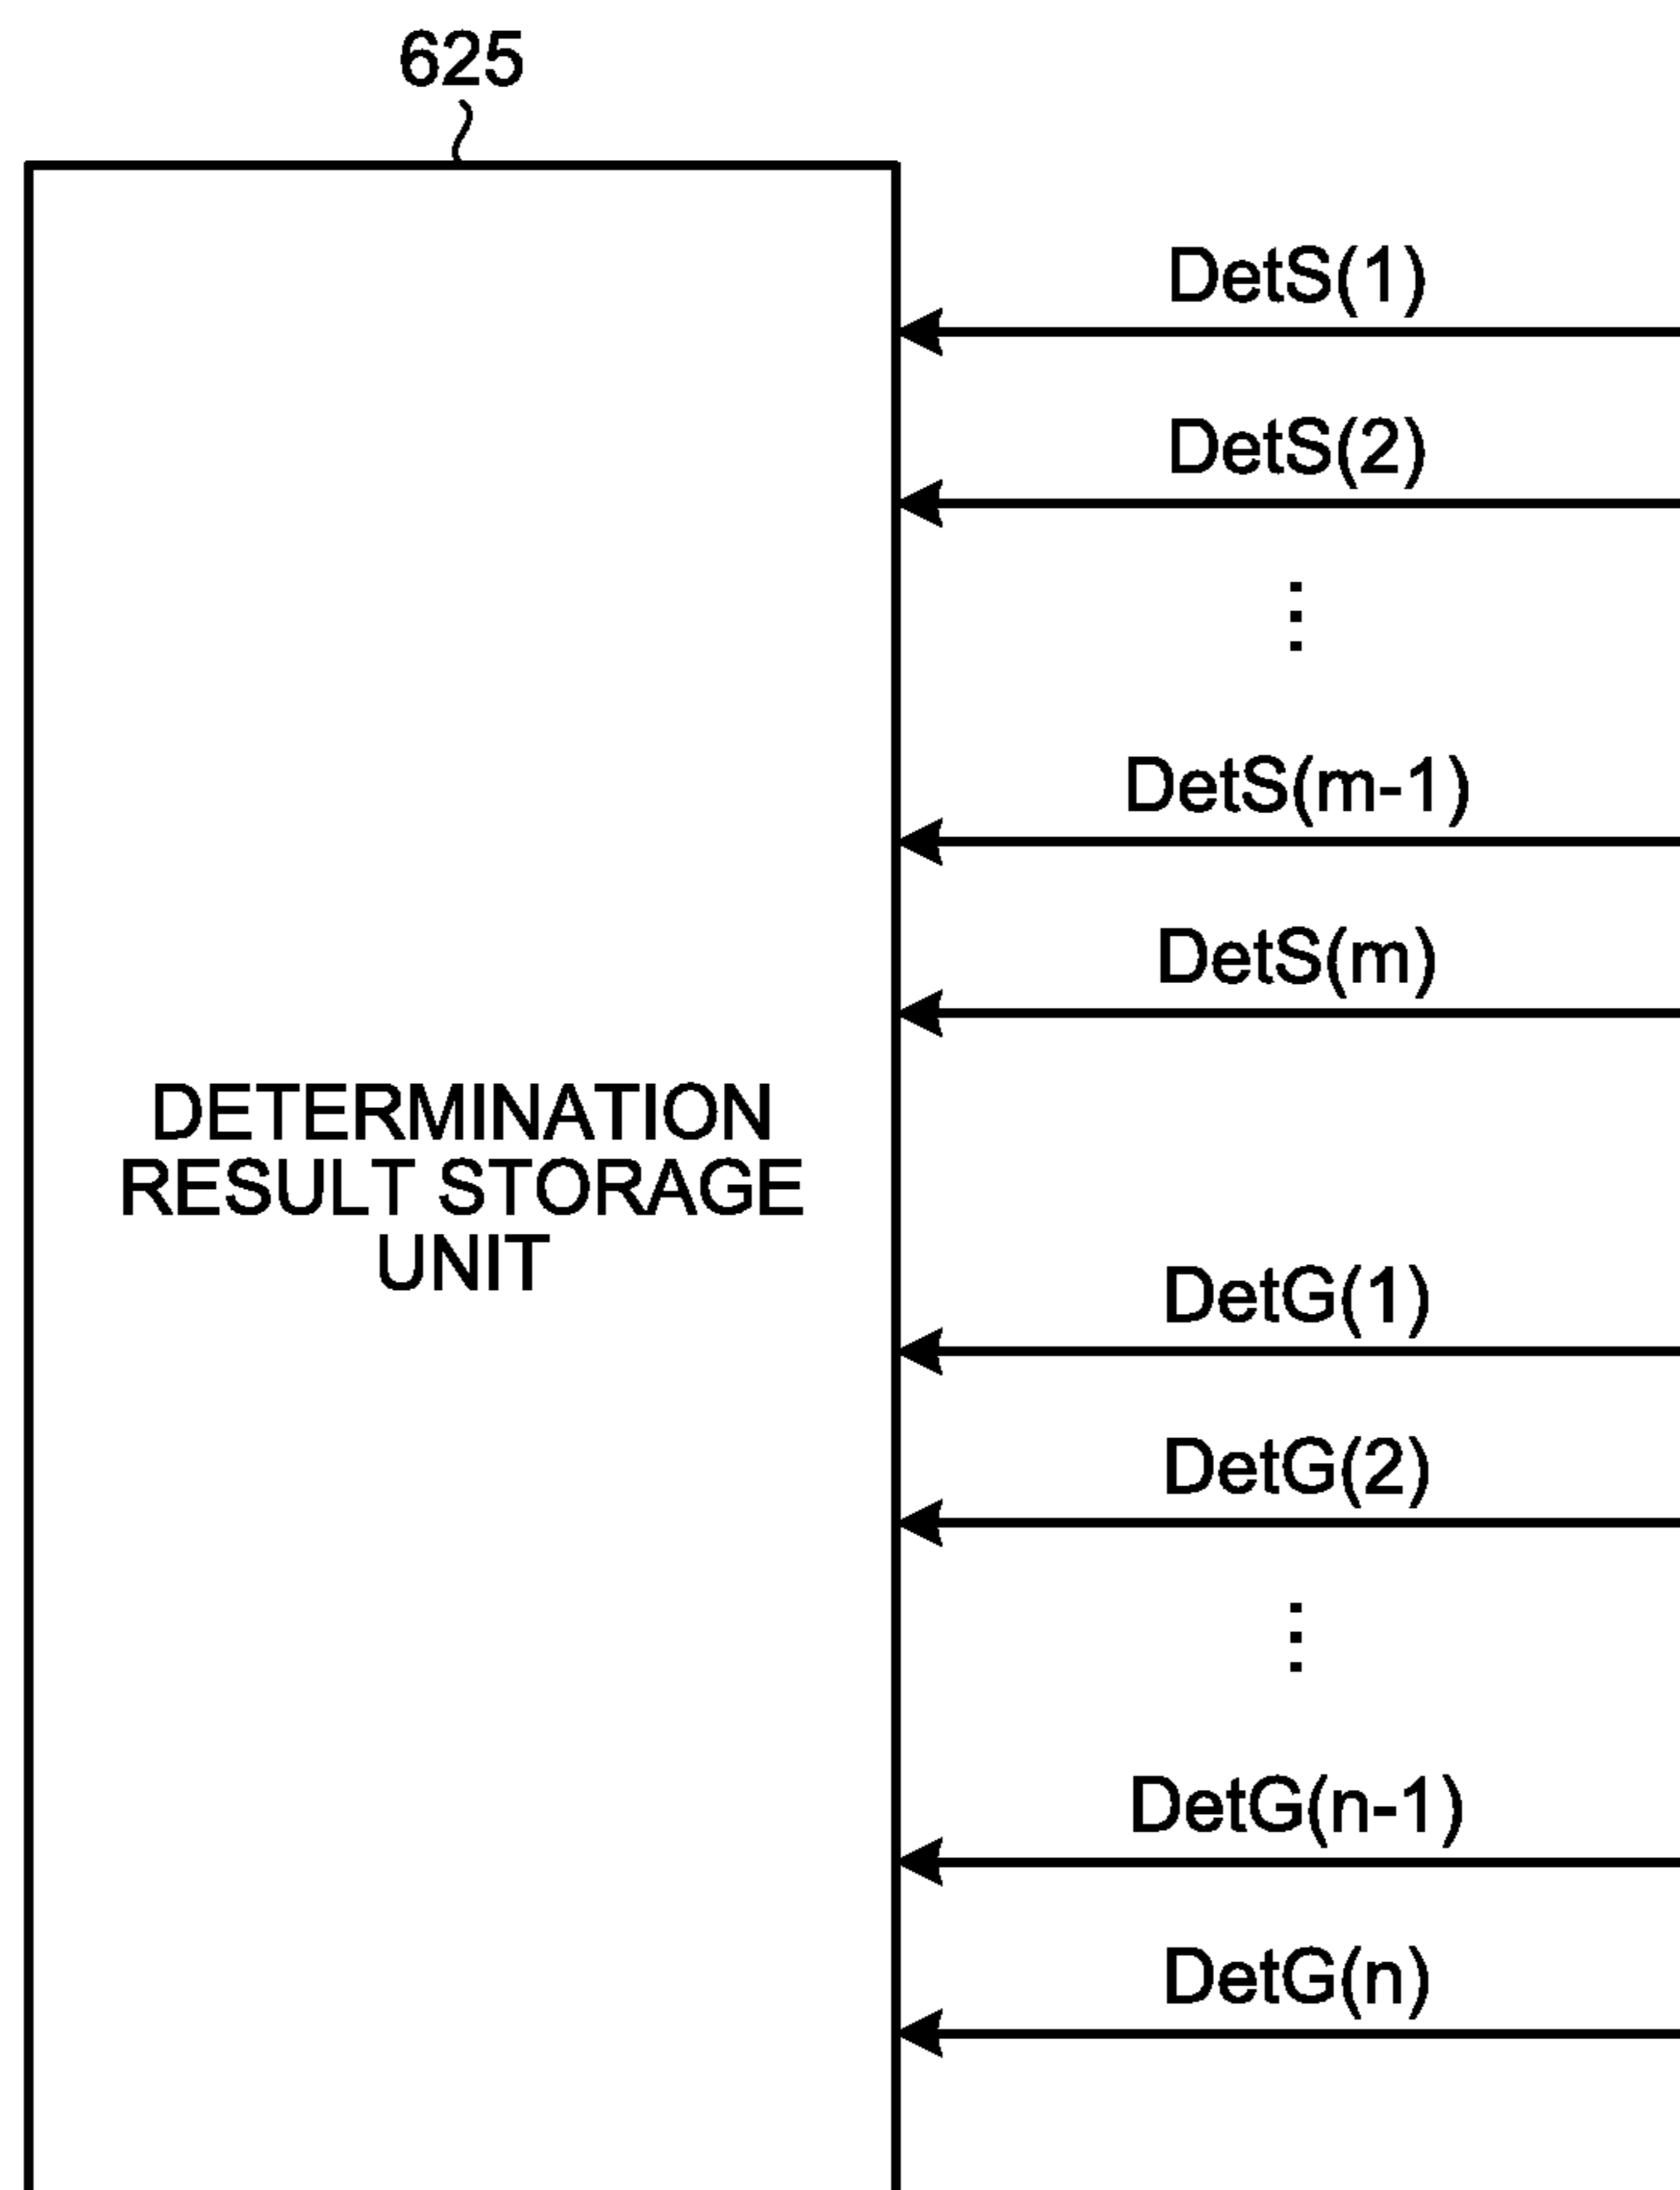 625
DetS(1)
DetS(2)
⋮
DetS(m-1)
DetS(m)
DETERMINATION
RESULT STORAGE
UNIT
DetG(1)
DetG(2)
⋮
DetG(n-1)
DetG(n)